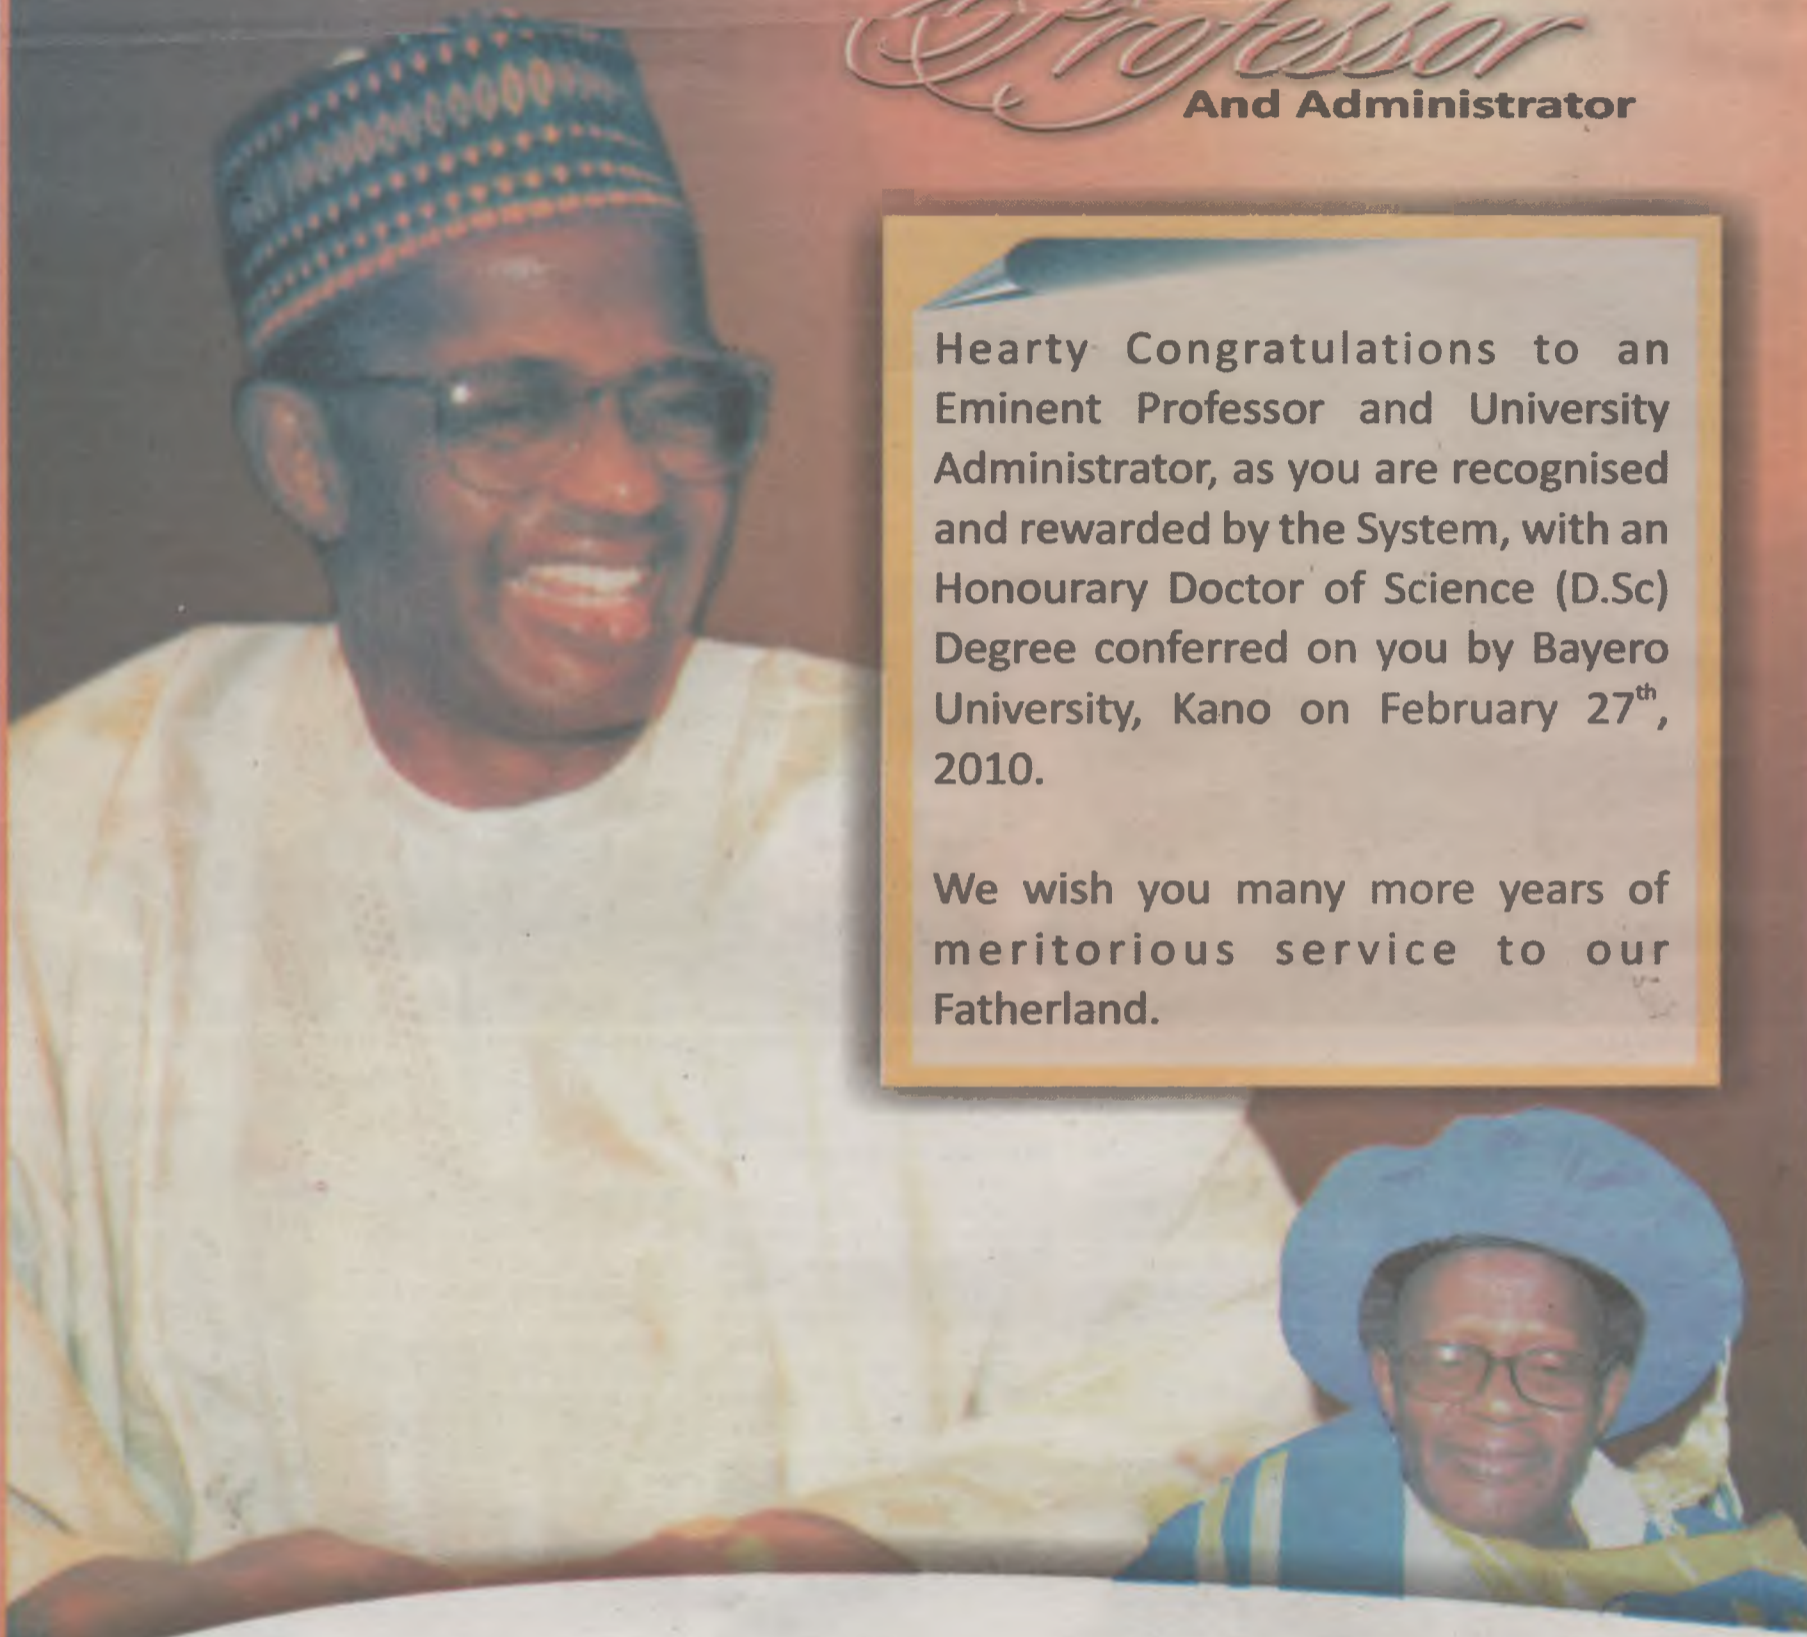 Professor
And Administrator
Hearty Congratulations to an
Eminent Professor and University
Administrator, as you are recognised
and rewarded by the System, with an
Honourary Doctor of Science (D.Sc)
Degree conferred on you by Bayero
University, Kano on February 27th,
2010.
We wish you many more years of
meritorious service to our
Fatherland.